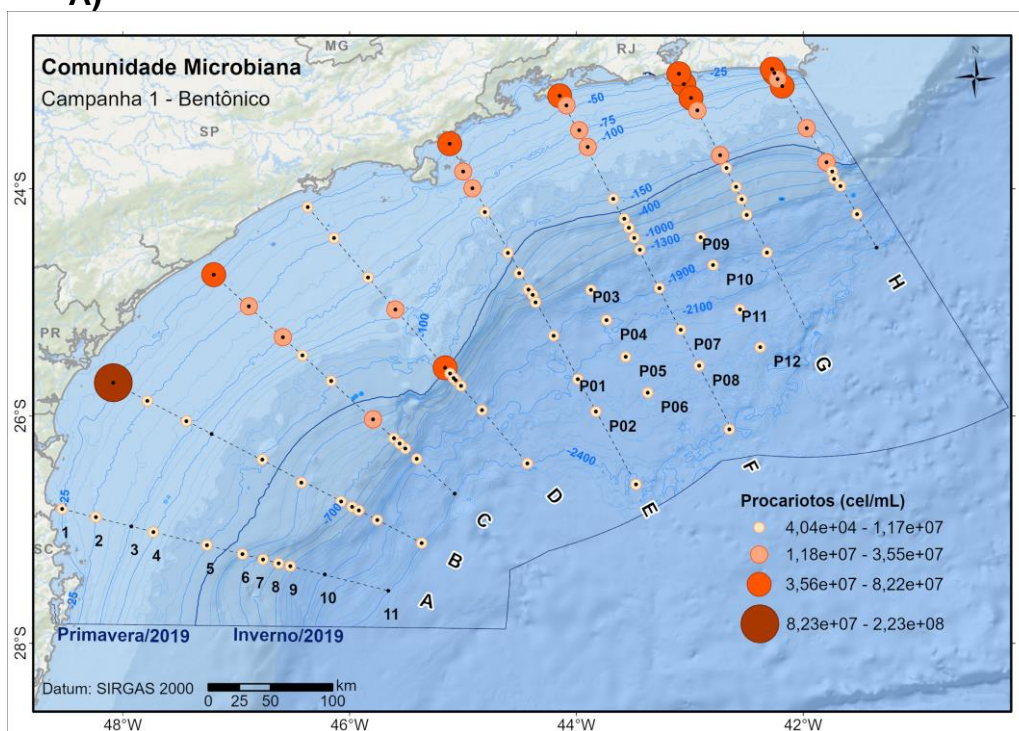 A)
MG
RJ
Comunidade Microbiana
Campanha 1 - Bentônico
N
SP
-25
-50
-75
-100
24°S
-150
-400
-1000
-1300
P09
-1900
P10
P03
-2100
P11
H
PR
-100
P04
P07
P12
P05
P08
G
P01
P06
26°S
P02
-2400
F
D
E
-25
-700
C
Procariotos (cel/mL)
1
2
3
4
4,04e+04 - 1,17e+07
SC
5
6
7
8
9
B
1,18e+07 - 3,55e+07
10
11
A
3,56e+07 - 8,22e+07
-25
Primavera/2019
Inverno/2019
8,23e+07 - 2,23e+08
28°S
Datum: SIRGAS 2000
km
0 25 50 100
48°W
46°W
44°W
42°W